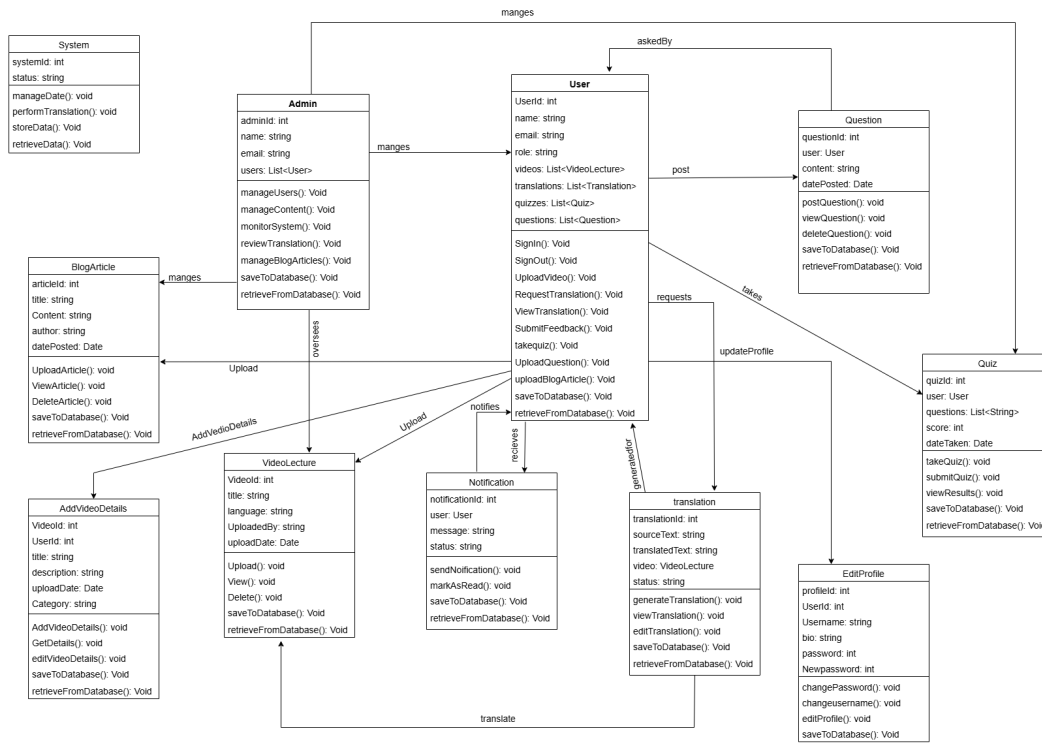 manges
System
systemId: int
status: string
manageDate(): void
performTranslation(): void
storeData(): Void
retrieveData(): Void
askedBy
Admin
adminId: int
name: string
email: string
users: List<User>
manageUsers(): Void
manageContent(): Void
monitorSystem(): Void
reviewTranslation(): Void
manageBlogArticles(): Void
saveToDatabase(): Void
retrieveFromDatabase(): Void
manges
User
UserId: int
name: string
email: string
role: string
videos: List<VideoLecture>
translations: List<Translation>
quizzes: List<Quiz>
questions: List<Question>
SignIn(): Void
SignOut(): Void
UploadVideo(): Void
RequestTranslation(): Void
ViewTranslation(): Void
SubmitFeedback(): Void
takequiz(): Void
UploadQuestion(): Void
uploadBlogArticle(): Void
saveToDatabase(): Void
retrieveFromDatabase(): Void
post
Question
questionId: int
user: User
content: string
datePosted: Date
postQuestion(): void
viewQuestion(): void
deleteQuestion(): void
saveToDatabase(): Void
retrieveFromDatabase(): Void
BlogArticle
articleId: int
title: string
Content: string
author: string
datePosted: Date
UploadArticle(): void
ViewArticle(): void
DeleteArticle(): void
saveToDatabase(): Void
retrieveFromDatabase(): Void
manges
oversees
Upload
requests
takes
updateProfile
Quiz
quizId: int
user: User
questions: List<String>
score: int
dateTaken: Date
takeQuiz(): void
submitQuiz(): void
viewResults(): void
saveToDatabase(): Void
retrieveFromDatabase(): Void
AddVedioDetails
Upload
notifies
recieves
generatedfor
VideoLecture
VideoId: int
title: string
language: string
UploadedBy: string
uploadDate: Date
Upload(): void
View(): void
Delete(): void
saveToDatabase(): Void
retrieveFromDatabase(): Void
Notification
notificationId: int
user: User
message: string
status: string
sendNoification(): void
markAsRead(): void
saveToDatabase(): Void
retrieveFromDatabase(): Void
translation
translationId: int
sourceText: string
translatedText: string
video: VideoLecture
status: string
generateTranslation(): void
viewTranslation(): void
editTranslation(): void
saveToDatabase(): Void
retrieveFromDatabase(): Void
AddVideoDetails
VideoId: int
UserId: int
title: string
description: string
uploadDate: Date
Category: string
AddVideoDetails(): void
GetDetails(): void
editVideoDetails(): void
saveToDatabase(): Void
retrieveFromDatabase(): Void
EditProfile
profileId: int
UserId: int
Username: string
bio: string
password: int
Newpassword: int
changePassword(): void
changeusername(): Void
editProfile(): void
saveToDatabase(): Void
translate